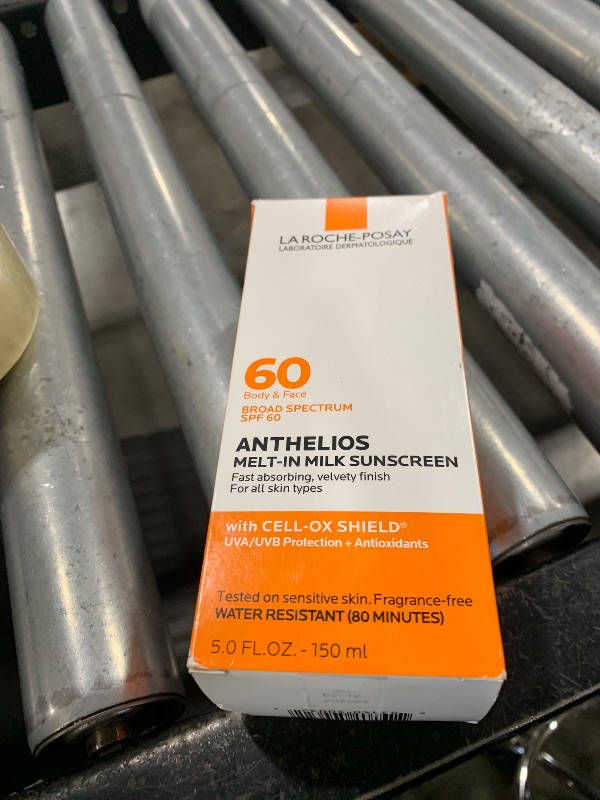 LA ROCHE-POSAY
LABORATOIRE DERMATOLOGIQUE
60
Body & Face
BROAD SPECTRUM
SPF 60
ANTHELIOS
MELT-IN MILK SUNSCREEN
Fast absorbing, velvety finish
For all skin types
with CELL-OX SHIELD®
UVA/UVB Protection + Antioxidants
Tested on sensitive skin. Fragrance-free
WATER RESISTANT (80 MINUTES)
5.0 FL.OZ. - 150 ml